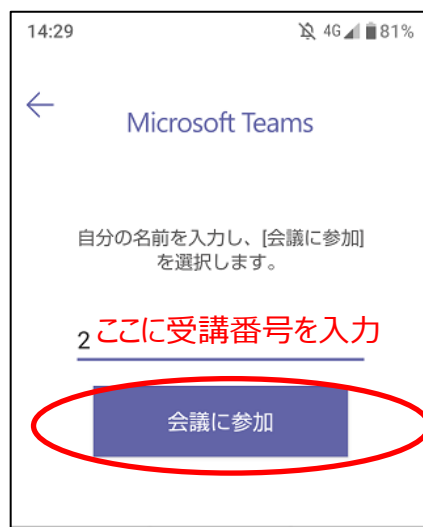 14:29 4G 81%
Microsoft Teams
自分の名前を入力し、[会議に参加]
を選択します。
2 ここに受講番号を入力
会議に参加